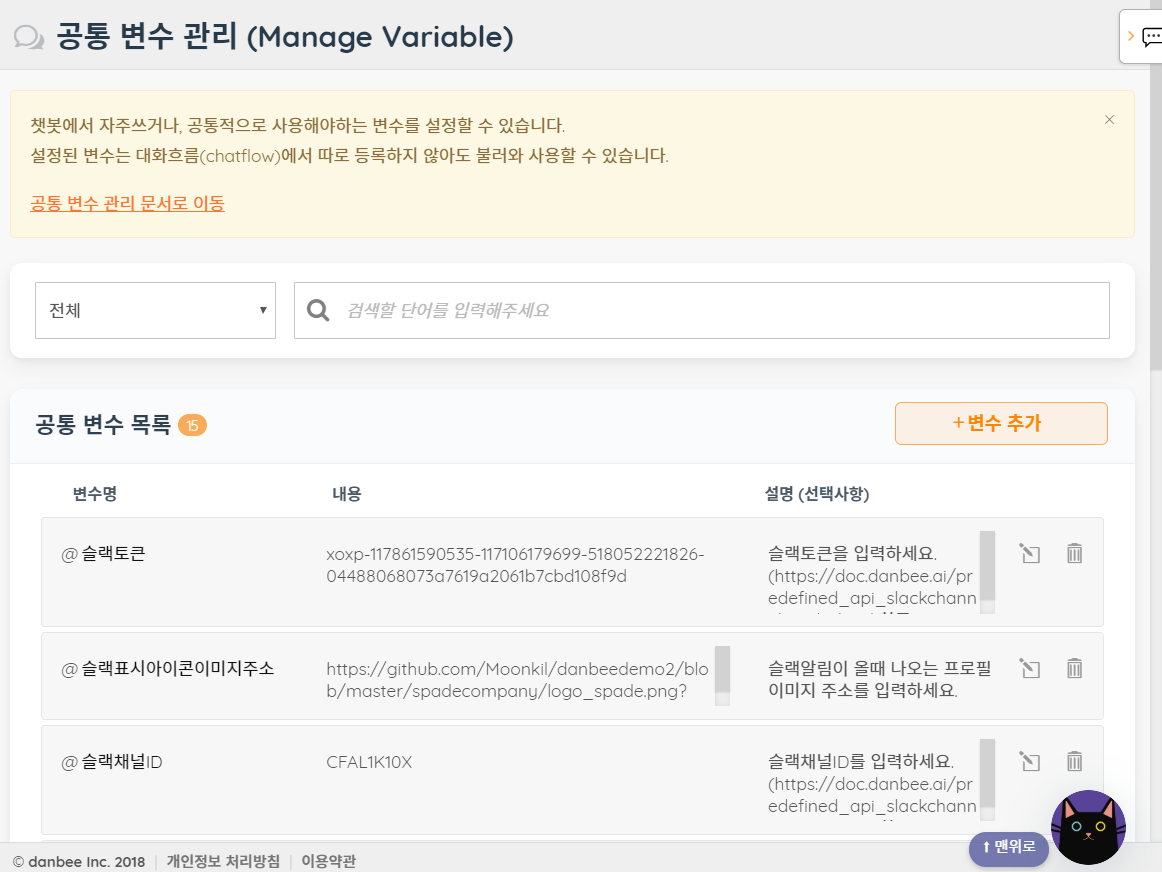 공통 변수 관리 (Manage Variable)
챗봇에서 자주쓰거나, 공통적으로 사용해야하는 변수를 설정할 수 있습니다.
설정된 변수는 대화흐름(chatflow)에서 따로 등록하지 않아도 불러와 사용할 수 있습니다.
공통 변수 관리 문서로 이동
전체
검색할 단어를 입력해주세요
공통 변수 목록 15
+변수 추가
변수명 내용 설명 (선택사항)
@ 슬랙토큰
xoxp-117861590535-117106179699-518052221826-
04488068073a7619a2061b7cbd108f9d
슬랙토큰을 입력하세요.
(https://doc.danbee.ai/pr
edefined_api_slackchann
@ 슬랙표시아이콘이미지주소
https://github.com/Moonkil/danbeedemo2/blo
b/master/spadecompany/logo_spade.png?
슬랙알림이 올때 나오는 프로필
이미지 주소를 입력하세요.
@ 슬랙채널ID
CFAL1K10X
슬랙채널ID를 입력하세요.
(https://doc.danbee.ai/pr
edefined_api_slackchann
맨위로
© danbee Inc. 2018 | 개인정보 처리방침 | 이용약관